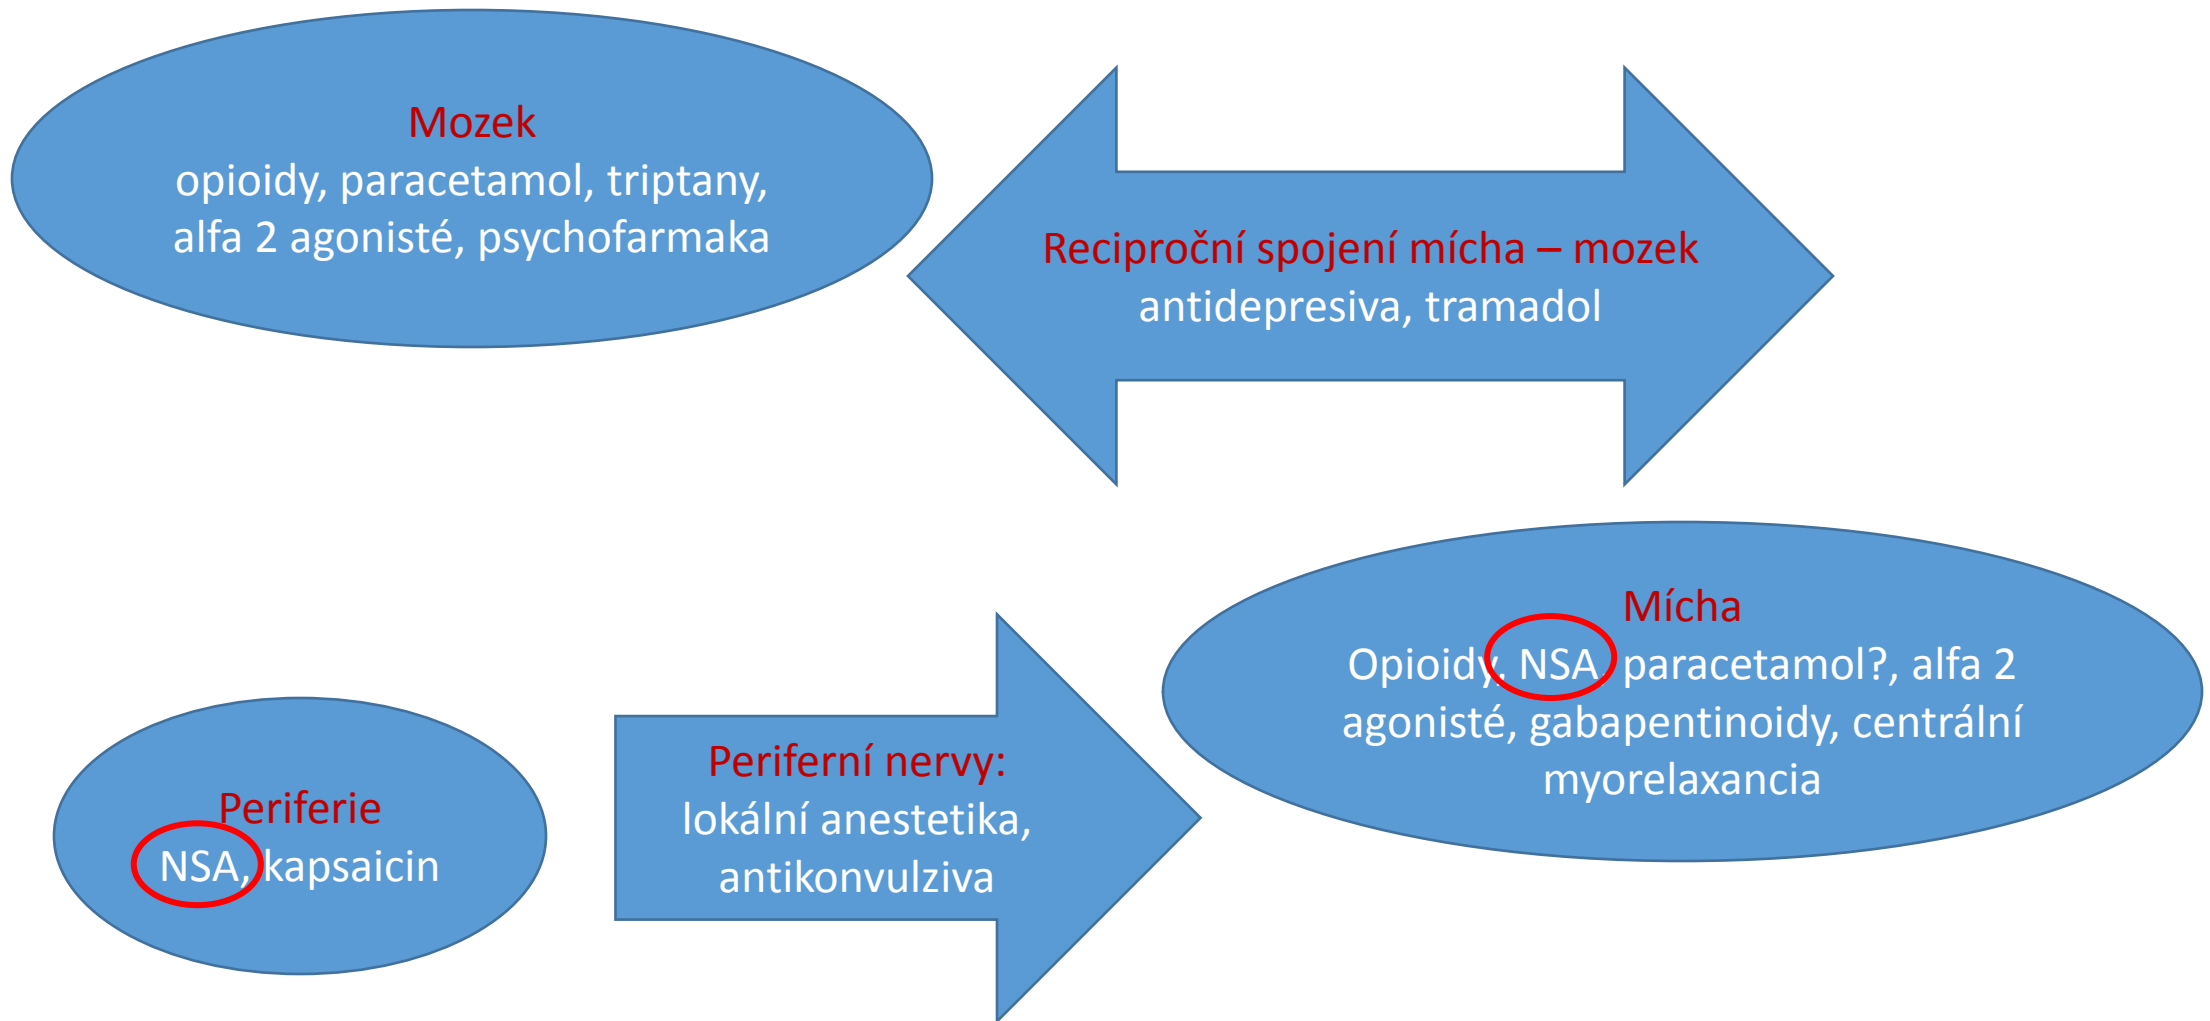 Mozek
opioidy, paracetamol, triptany,
alfa 2 agonisté, psychofarmaka
Reciproční spojení mícha – mozek
antidepresiva, tramadol
Mícha
Opioidy, NSA, paracetamol?, alfa 2
agonisté, gabapentinoidy, centrální
myorelaxancia
Periferní nervy:
lokální anestetika,
antikonvulziva
Periferie
NSA, kapsaicin